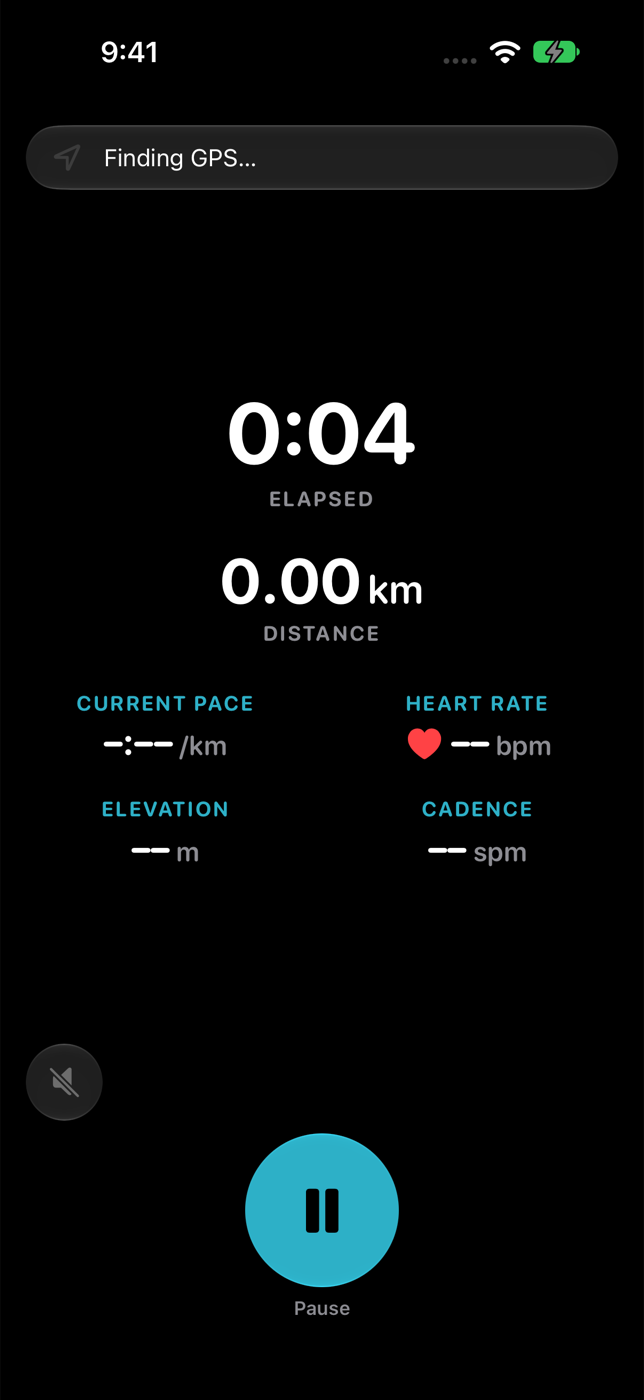 9:41
Finding GPS...
0:04
ELAPSED
0.00 km
DISTANCE
CURRENT PACE
HEART RATE
–:–– /km
–– bpm
ELEVATION
CADENCE
–– m
–– spm
Pause